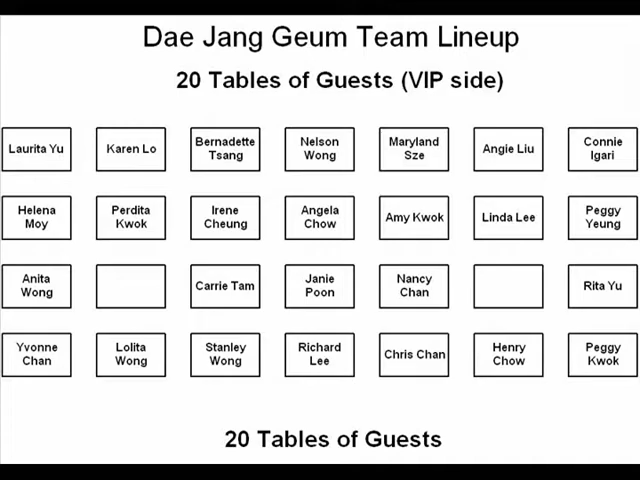 Dae Jang Geum Team Lineup
20 Tables of Guests (VIP side)
Laurita Yu
Karen Lo
Bernadette
Tsang
Nelson
Wong
Maryland
Sze
Angie Liu
Connie
Igari
Helena
Moy
Perdita
Kwok
Irene
Cheung
Angela
Chow
Amy Kwok
Linda Lee
Peggy
Yeung
Anita
Wong
Carrie Tam
Janie
Poon
Nancy
Chan
Rita Yu
Yvonne
Chan
Lolita
Wong
Stanley
Wong
Richard
Lee
Chris Chan
Henry
Chow
Peggy
Kwok
20 Tables of Guests